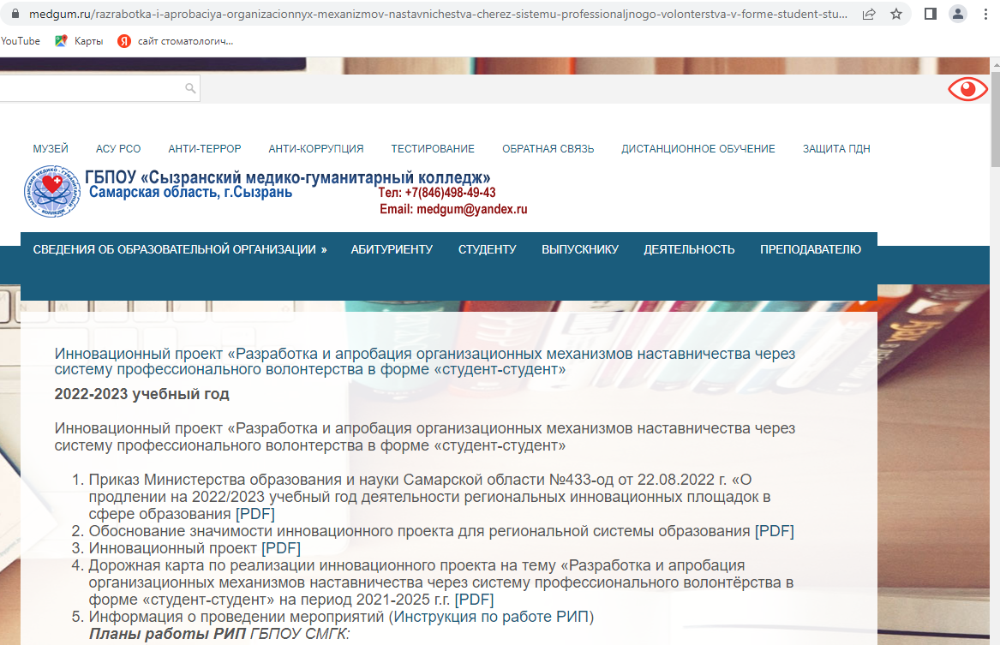 medgum.ru/razrabotka-i-aprobaciya-organizacionnyx-mexanizmov-nastavnichestva-cherez-sistemu-professionaljnogo-volonterstva-v-forme-student-stu...
YouTube Карты Я сайт стоматологич...
МУЗЕЙ АСУ РСО АНТИ-ТЕРРОР АНТИ-КОРРУПЦИЯ ТЕСТИРОВАНИЕ ОБРАТНАЯ СВЯЗЬ ДИСТАНЦИОННОЕ ОБУЧЕНИЕ ЗАЩИТА ПДН
ГБПОУ «Сызранский медико-гуманитарный колледж»
Самарская область, г.Сызрань
Тел: +7(846)498-49-43
Email: medgum@yandex.ru
СВЕДЕНИЯ ОБ ОБРАЗОВАТЕЛЬНОЙ ОРГАНИЗАЦИИ » АБИТУРИЕНТУ СТУДЕНТУ ВЫПУСКНИКУ ДЕЯТЕЛЬНОСТЬ ПРЕПОДАВАТЕЛЮ
Инновационный проект «Разработка и апробация организационных механизмов наставничества через
систему профессионального волонтерства в форме «студент-студент»
2022-2023 учебный год
Инновационный проект «Разработка и апробация организационных механизмов наставничества через
систему профессионального волонтерства в форме «студент-студент»
1. Приказ Министерства образования и науки Самарской области №433-од от 22.08.2022 г. «О
продлении на 2022/2023 учебный год деятельности региональных инновационных площадок в
сфере образования [PDF]
2. Обоснование значимости инновационного проекта для региональной системы образования [PDF]
3. Инновационный проект [PDF]
4. Дорожная карта по реализации инновационного проекта на тему «Разработка и апробация
организационных механизмов наставничества через систему профессионального волонтёрства в
форме «студент-студент» на период 2021-2025 г.г. [PDF]
5. Информация о проведении мероприятий (Инструкция по работе РИП)
Планы работы РИП ГБПОУ СМГК: